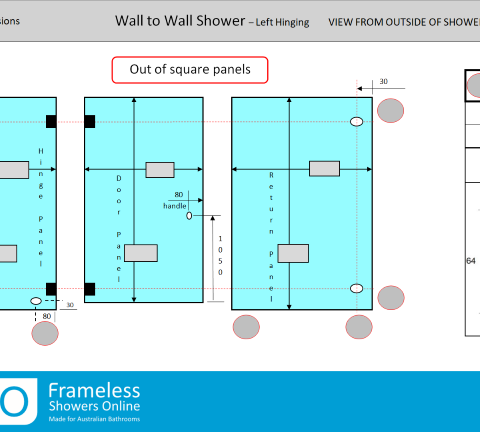 sions
Wall to Wall Shower – Left Hinging
VIEW FROM OUTSIDE OF SHOWE
Out of square panels
30
Hinge Panel
Door Panel
80
handle
1050
Return Panel
64
30
80
O
Frameless
Showers Online
Made for Australian Bathrooms